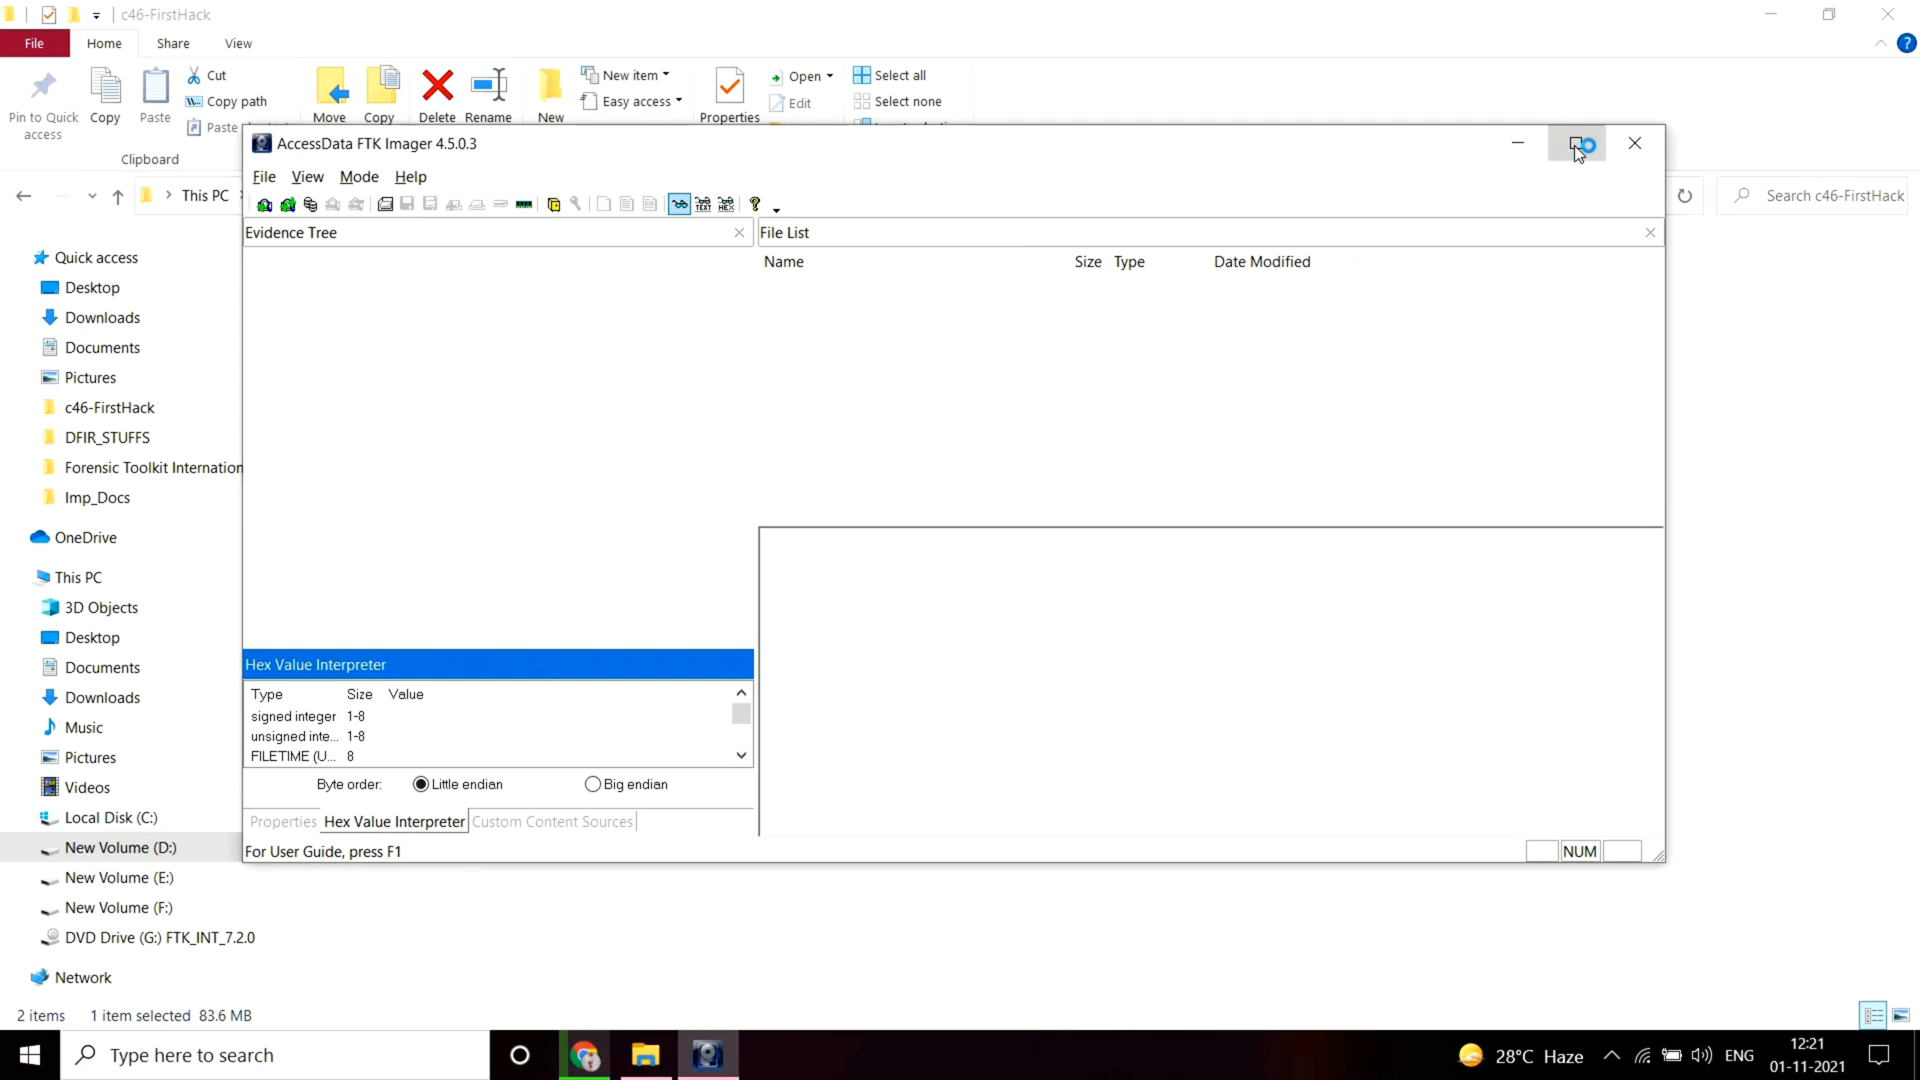 c46-FirstHack
File Home Share View
Pin to Quick access
Copy
Paste
Cut
Copy path
Paste
Clipboard
Move
Copy
Delete
Rename
New
New item
Easy access
Properties
Open
Edit
Select all
Select none
This PC
Search c46-FirstHack
Quick access
Desktop
Downloads
Documents
Pictures
c46-FirstHack
DFIR_STUFFS
Forensic Toolkit Internation
Imp_Docs
OneDrive
This PC
3D Objects
Desktop
Documents
Downloads
Music
Pictures
Videos
Local Disk (C:)
New Volume (D:)
New Volume (E:)
New Volume (F:)
DVD Drive (G:) FTK_INT_7.2.0
Network
2 items 1 item selected 83.6 MB
AccessData FTK Imager 4.5.0.3
File View Mode Help
TEXT HEX
Evidence Tree
File List
Name Size Type Date Modified
Hex Value Interpreter
Type Size Value
signed integer 1-8
unsigned inte... 1-8
FILETIME (U... 8
Byte order: Little endian Big endian
Properties Hex Value Interpreter Custom Content Sources
For User Guide, press F1
NUM
Type here to search
28°C Haze
ENG
12:21
01-11-2021